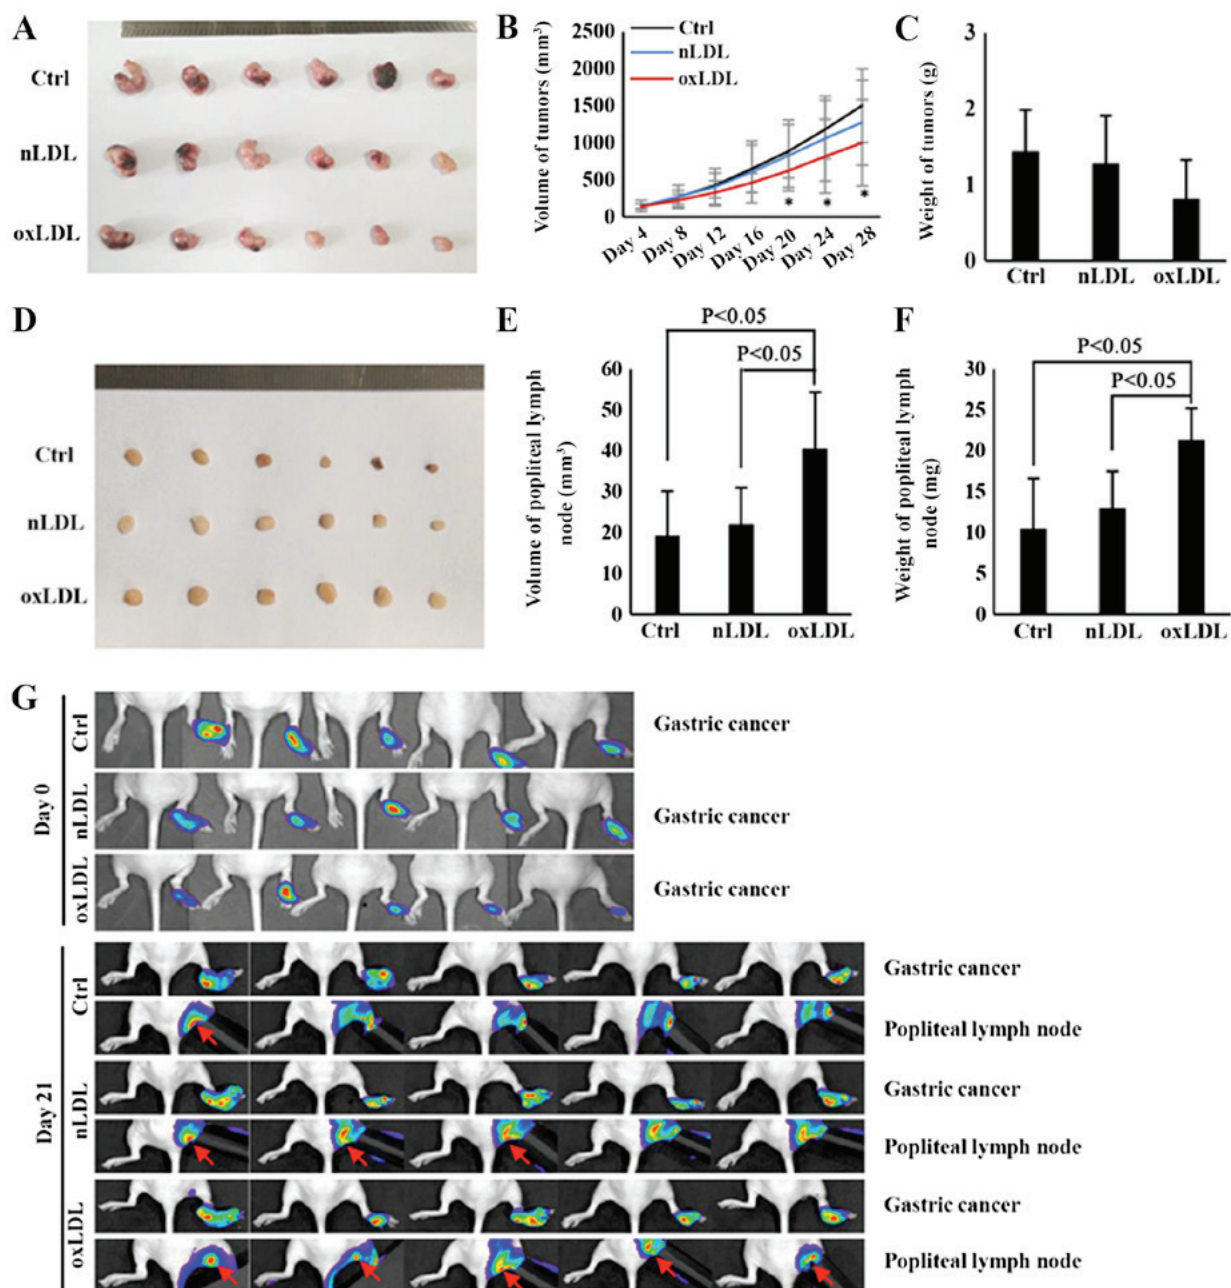 A
Ctrl
nLDL
oxLDL
B
Volume of tumors (mm³)
2500
2000
1500
1000
500
0
Ctrl
nLDL
oxLDL
* * *
Day 4 Day 8 Day 12 Day 16 Day 20 Day 24 Day 28
C
Weight of tumors (g)
3
2
1
0
Ctrl nLDL oxLDL
D
Ctrl
nLDL
oxLDL
E
P<0.05
P<0.05
Volume of popliteal lymph
node (mm³)
60
50
40
30
20
10
0
Ctrl nLDL oxLDL
F
P<0.05
P<0.05
Weight of popliteal lymph
node (mg)
30
25
20
15
10
5
0
Ctrl nLDL oxLDL
G
Day 0
Ctrl
Gastric cancer
nLDL
Gastric cancer
oxLDL
Gastric cancer
Day 21
Ctrl
Gastric cancer
Popliteal lymph node
nLDL
Gastric cancer
Popliteal lymph node
oxLDL
Gastric cancer
Popliteal lymph node